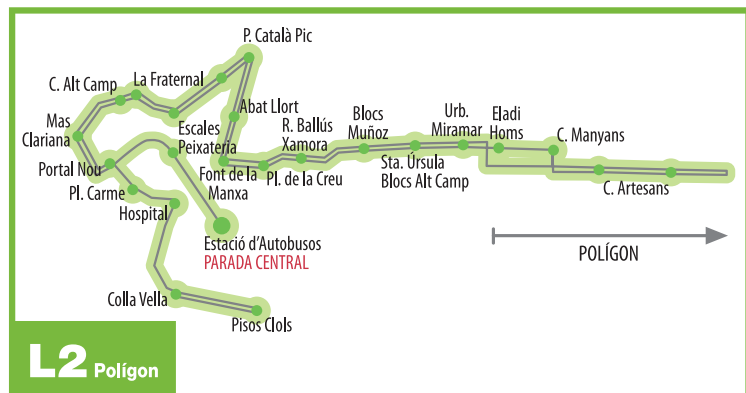 P. Català Pic
C. Alt Camp
La Fraternal
Mas
Clariana
Abat Llort
Escales
Peixateria
Portal Nou
Pl. Carme
Hospital
Font de la
Manxa
Pl. de la Creu
R. Ballús
Xamora
Blocs
Muñoz
Sta. Úrsula
Blocs Alt Camp
Urb.
Miramar
Eladi
Homs
C. Manyans
C. Artesans
Estació d'Autobusos
PARADA CENTRAL
POLÍGON
Colla Vella
Pisos Clols
L2 Polígon